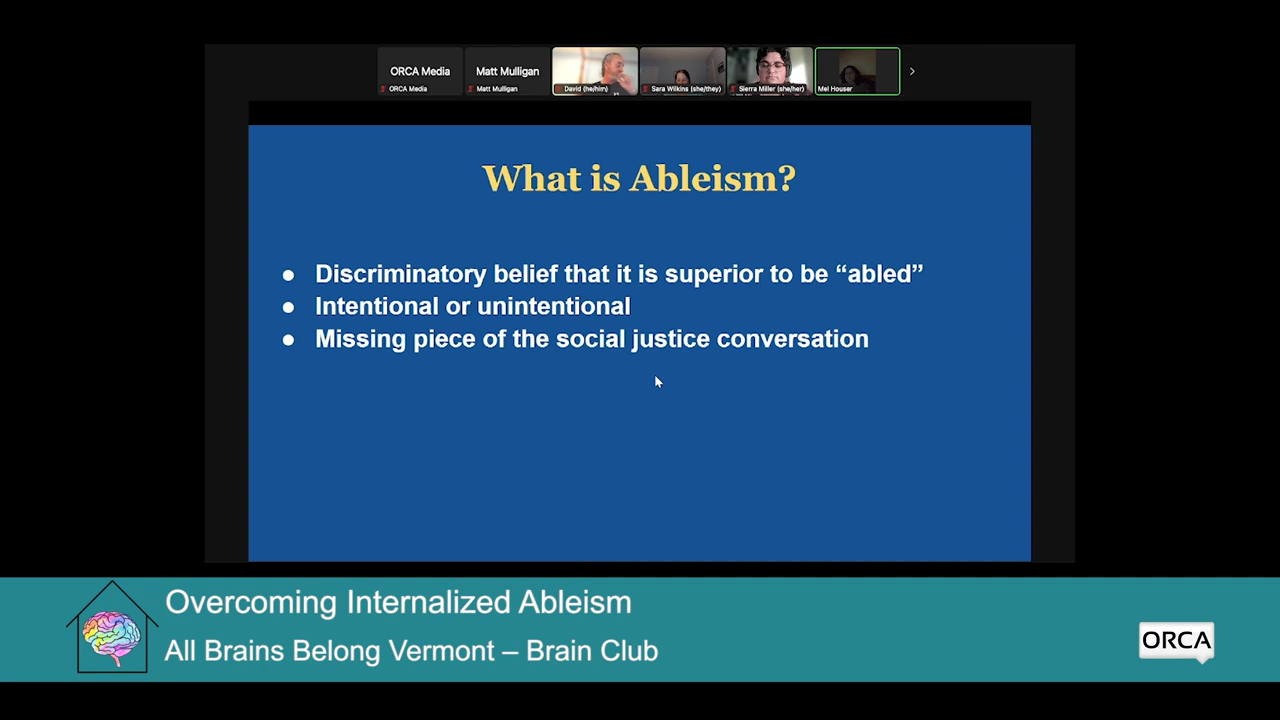 ORCA Media
Matt Mulligan
ORCA Media
Matt Mulligan
David (he/him)
Sara Wilkins (she/they)
Sierra Miller (she/her)
Mel Houser
What is Ableism?
● Discriminatory belief that it is superior to be “abled”
● Intentional or unintentional
● Missing piece of the social justice conversation
Overcoming Internalized Ableism
All Brains Belong Vermont – Brain Club
ORCA